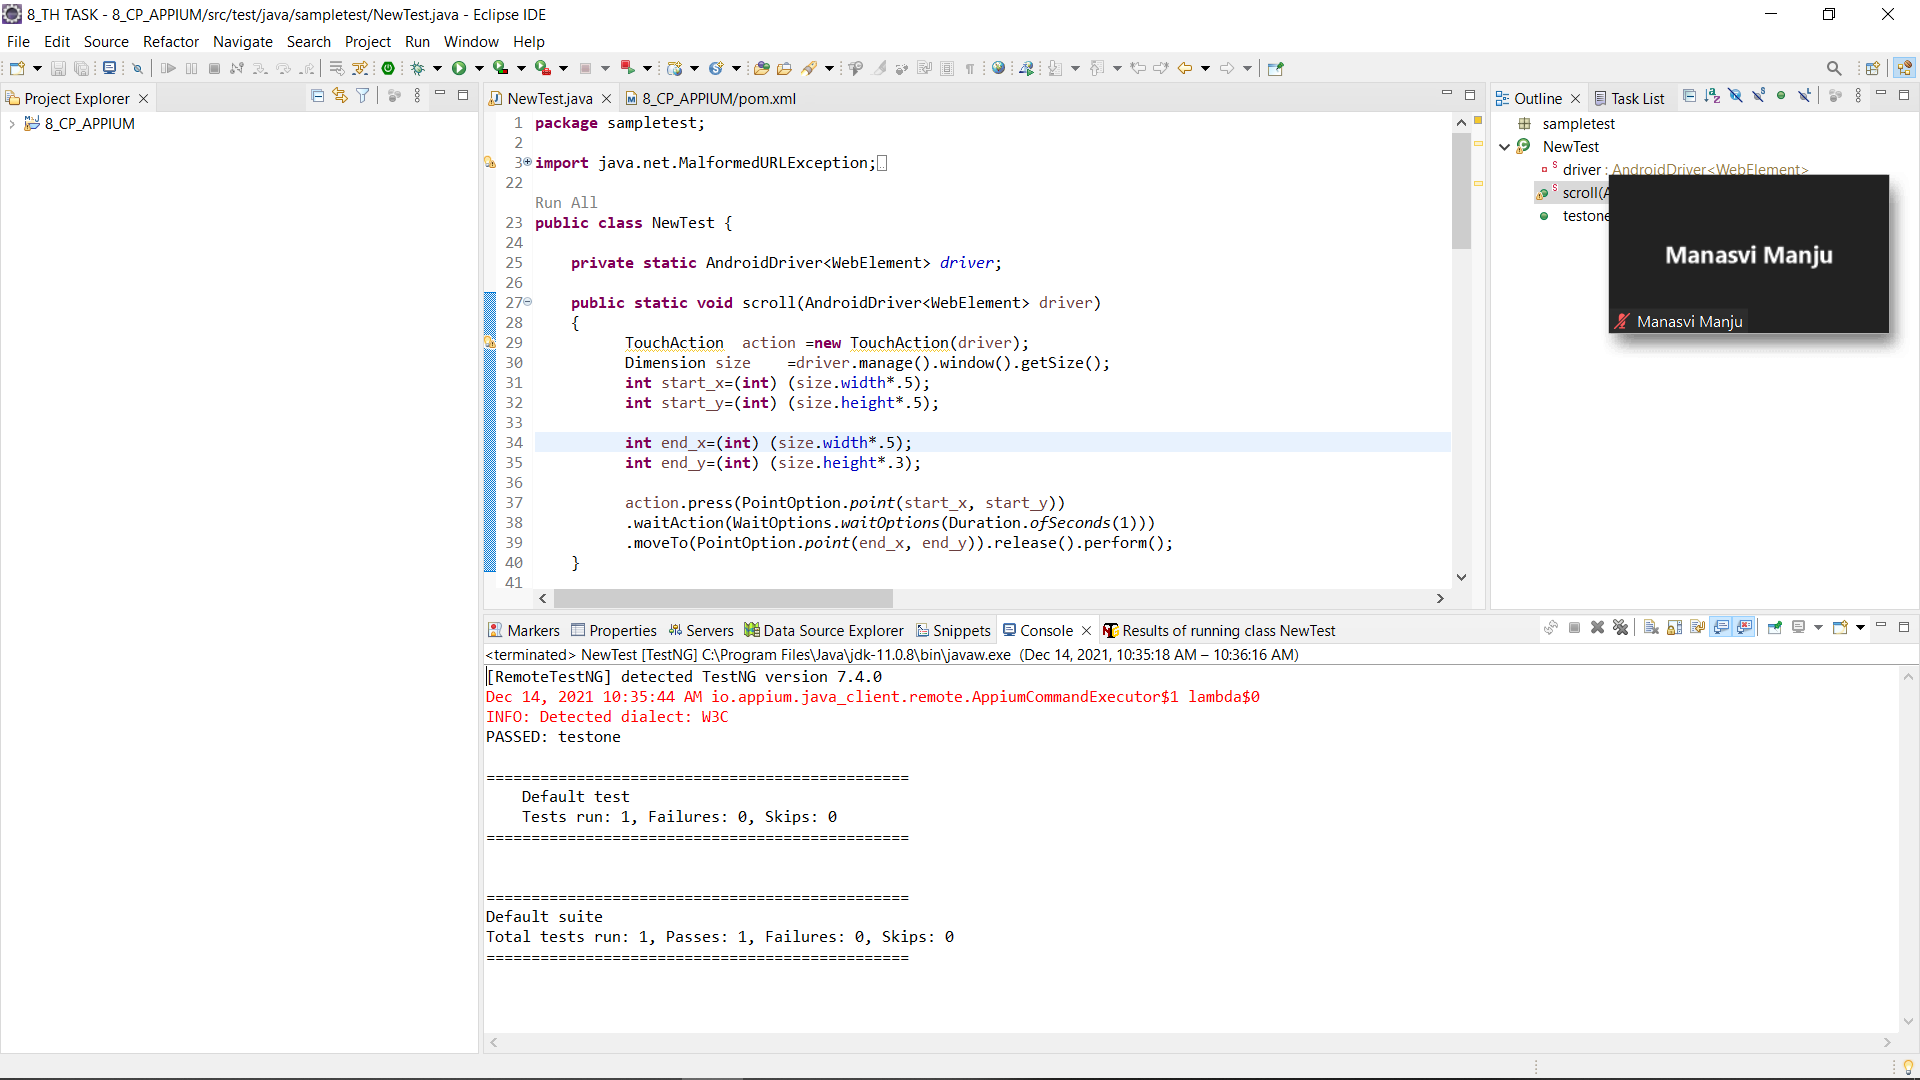 8_TH TASK - 8_CP_APPIUM/src/test/java/sampletest/NewTest.java - Eclipse IDE
File Edit Source Refactor Navigate Search Project Run Window Help
Project Explorer
8_CP_APPIUM
NewTest.java 8_CP_APPIUM/pom.xml
1 package sampletest;
2
3 import java.net.MalformedURLException;
22
Run All
23 public class NewTest {
24
25 private static AndroidDriver<WebElement> driver;
26
27 public static void scroll(AndroidDriver<WebElement> driver)
28 {
29 TouchAction action =new TouchAction(driver);
30 Dimension size =driver.manage().window().getSize();
31 int start_x=(int) (size.width*.5);
32 int start_y=(int) (size.height*.5);
33
34 int end_x=(int) (size.width*.5);
35 int end_y=(int) (size.height*.3);
36
37 action.press(PointOption.point(start_x, start_y))
38 .waitAction(WaitOptions.waitOptions(Duration.ofSeconds(1)))
39 .moveTo(PointOption.point(end_x, end_y)).release().perform();
40 }
41
Outline Task List
sampletest
NewTest
driver : AndroidDriver<WebElement>
scroll(A
testone
Manasvi Manju
Manasvi Manju
Markers Properties Servers Data Source Explorer Snippets Console Results of running class NewTest
<terminated> NewTest [TestNG] C:\Program Files\Java\jdk-11.0.8\bin\javaw.exe (Dec 14, 2021, 10:35:18 AM – 10:36:16 AM)
[RemoteTestNG] detected TestNG version 7.4.0
Dec 14, 2021 10:35:44 AM io.appium.java_client.remote.AppiumCommandExecutor$1 lambda$0
INFO: Detected dialect: W3C
PASSED: testone
===============================================
Default test
Tests run: 1, Failures: 0, Skips: 0
===============================================
===============================================
Default suite
Total tests run: 1, Passes: 1, Failures: 0, Skips: 0
===============================================